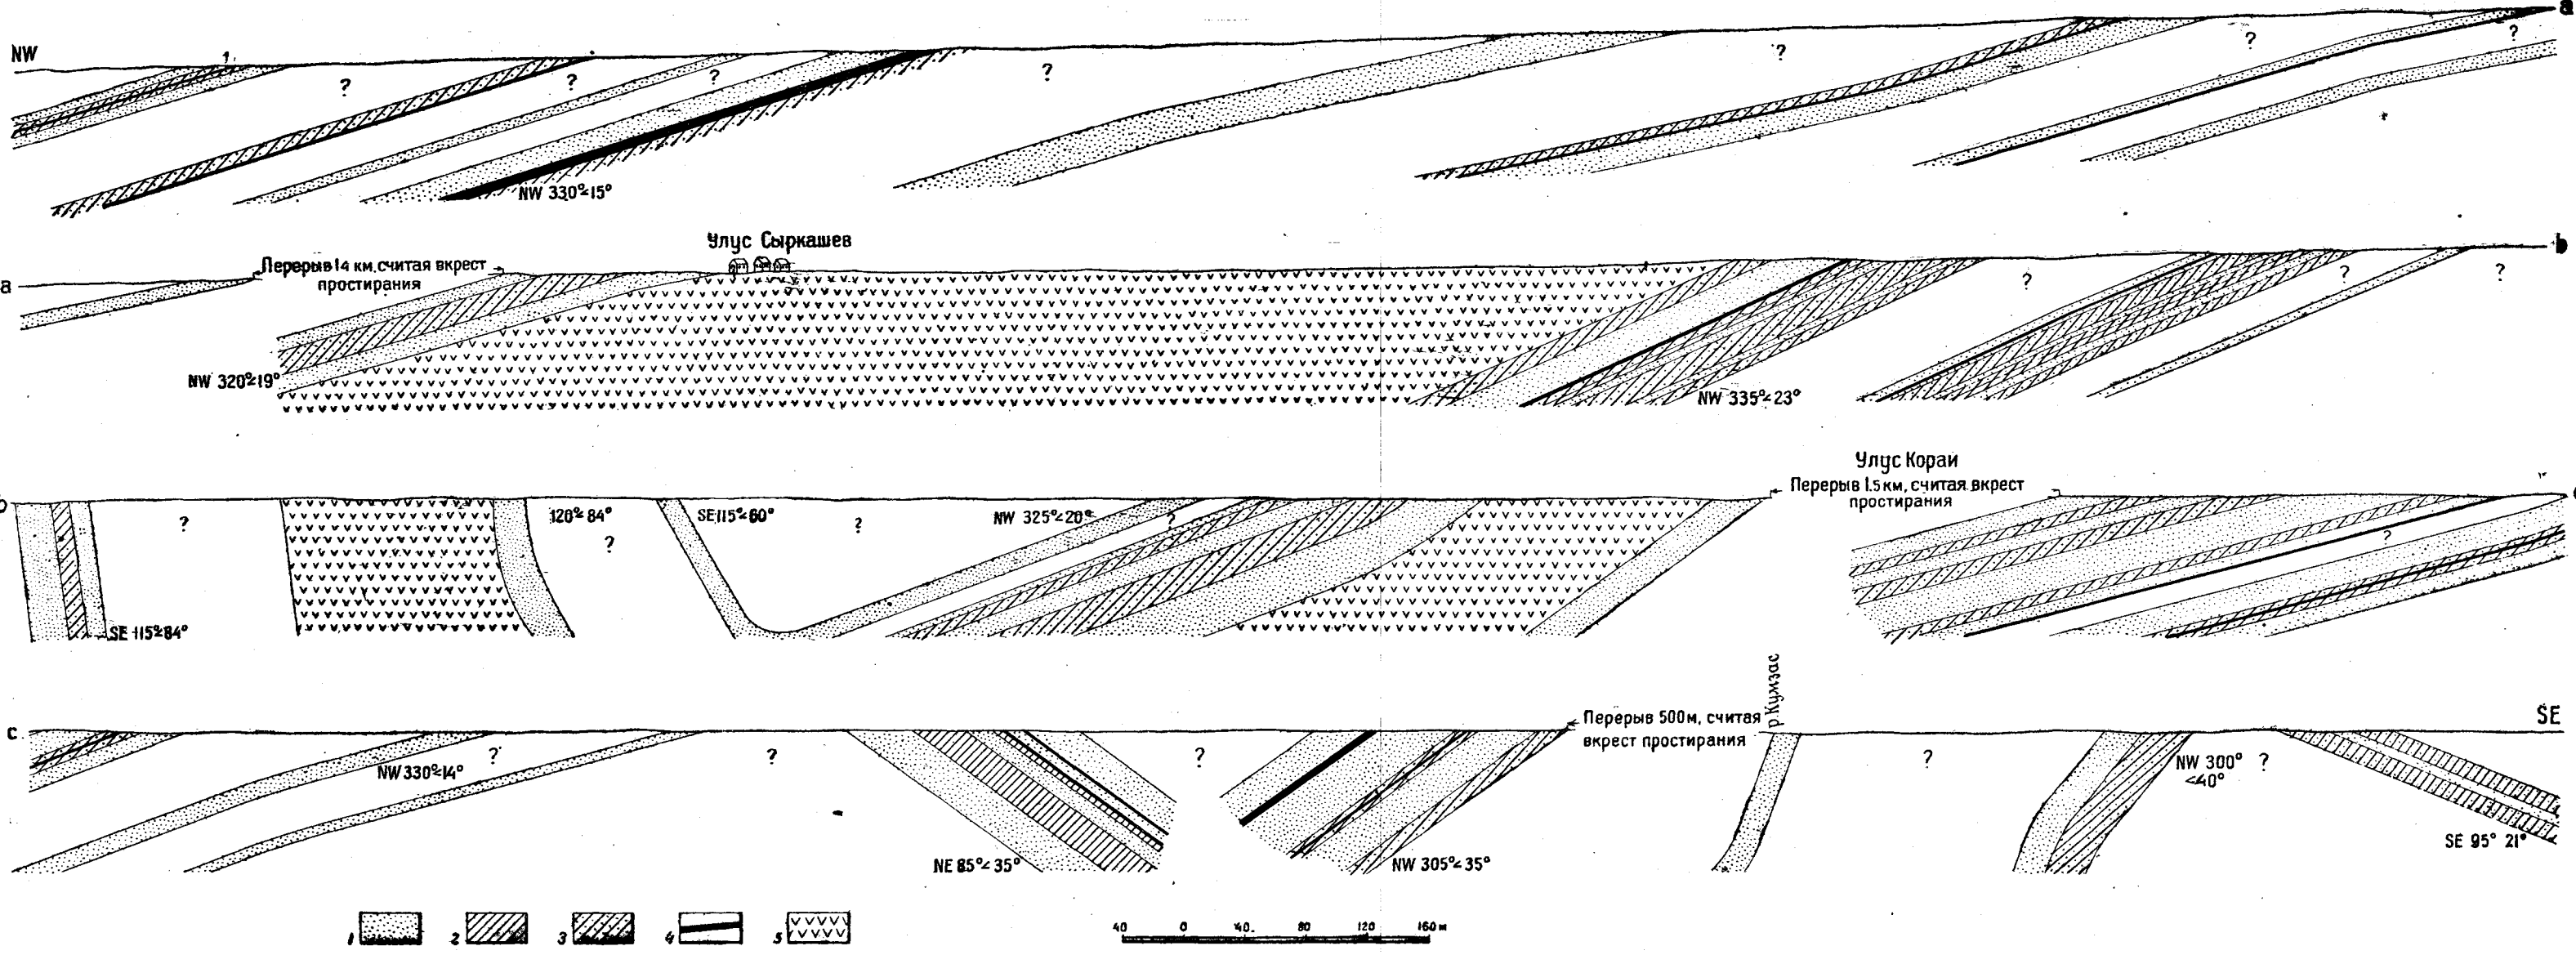 NW
a
1
?
?
?
?
?
?
?
?
NW 330°∠15°
Улус Сыркашев
b
a
Перерыв 14 км, считая вкрест
простирания
?
?
?
NW 320°∠19°
NW 335°∠23°
Улус Кораи
Перерыв 1.5 км, считая вкрест
простирания
b
c
?
120°∠84°
?
SE 115°∠60°
?
NW 325°∠20°
?
?
SE 115°∠84°
р. Кумзас
c
SE
Перерыв 500 м, считая
вкрест простирания
NW 330°∠14°
?
?
?
?
NW 300°
∠40°
?
NE 85°∠35°
NW 305°∠35°
SE 95° 21°
1 2 3 4 5
40 0 40 80 120 160 м